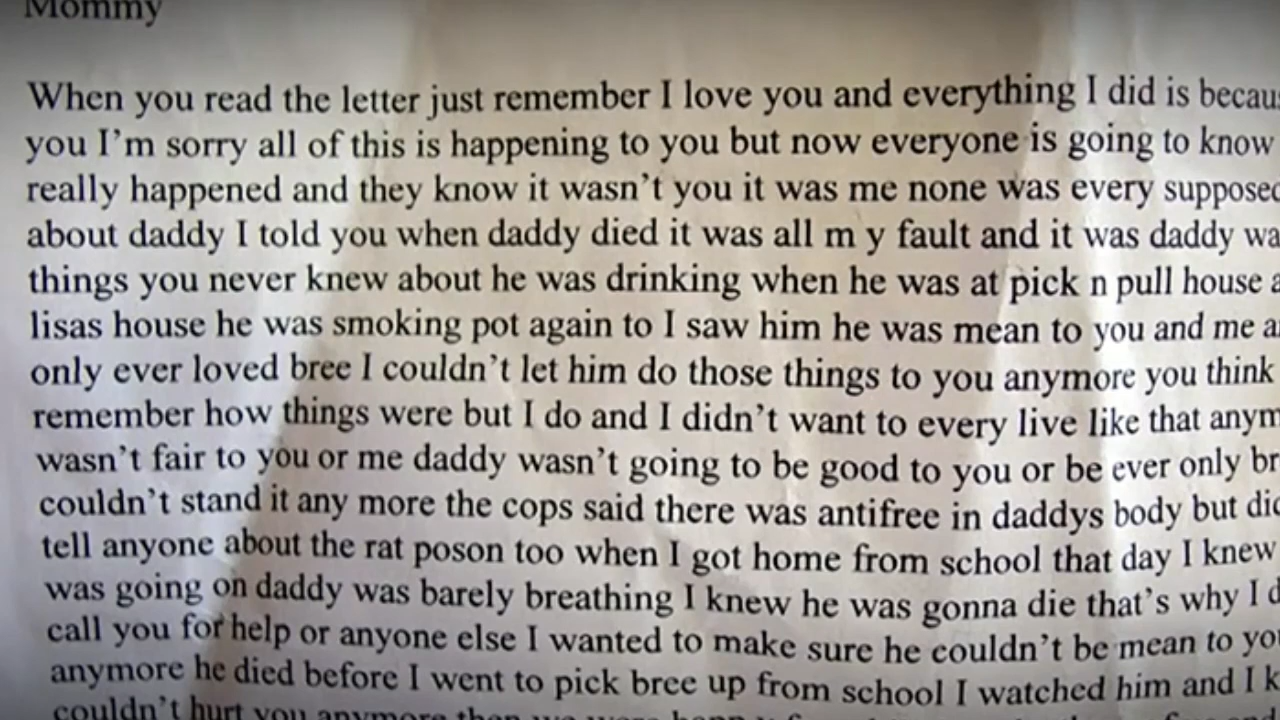 Mommy
When you read the letter just remember I love you and everything I did is
you I'm sorry all of this is happening to you but now everyone is going to know
really happened and they know it wasn't you it was me none was every
about daddy I told you when daddy died it was all m y fault and it was daddy
things you never knew about he was drinking when he was at pick n pull house
lisas house he was smoking pot again to I saw him he was mean to you and me
only ever loved bree I couldn't let him do those things to you anymore you think
remember how things were but I do and I didn't want to every live like that
wasn't fair to you or me daddy wasn't going to be good to you or be ever only
couldn't stand it any more the cops said there was antifree in daddys body but
tell anyone about the rat poson too when I got home from school that day I knew
was going on daddy was barely breathing I knew he was gonna die that's why I
call you for help or anyone else I wanted to make sure he couldn't be mean to
anymore he died before I went to pick bree up from school I watched him and I
couldn't hurt you anymore then we were